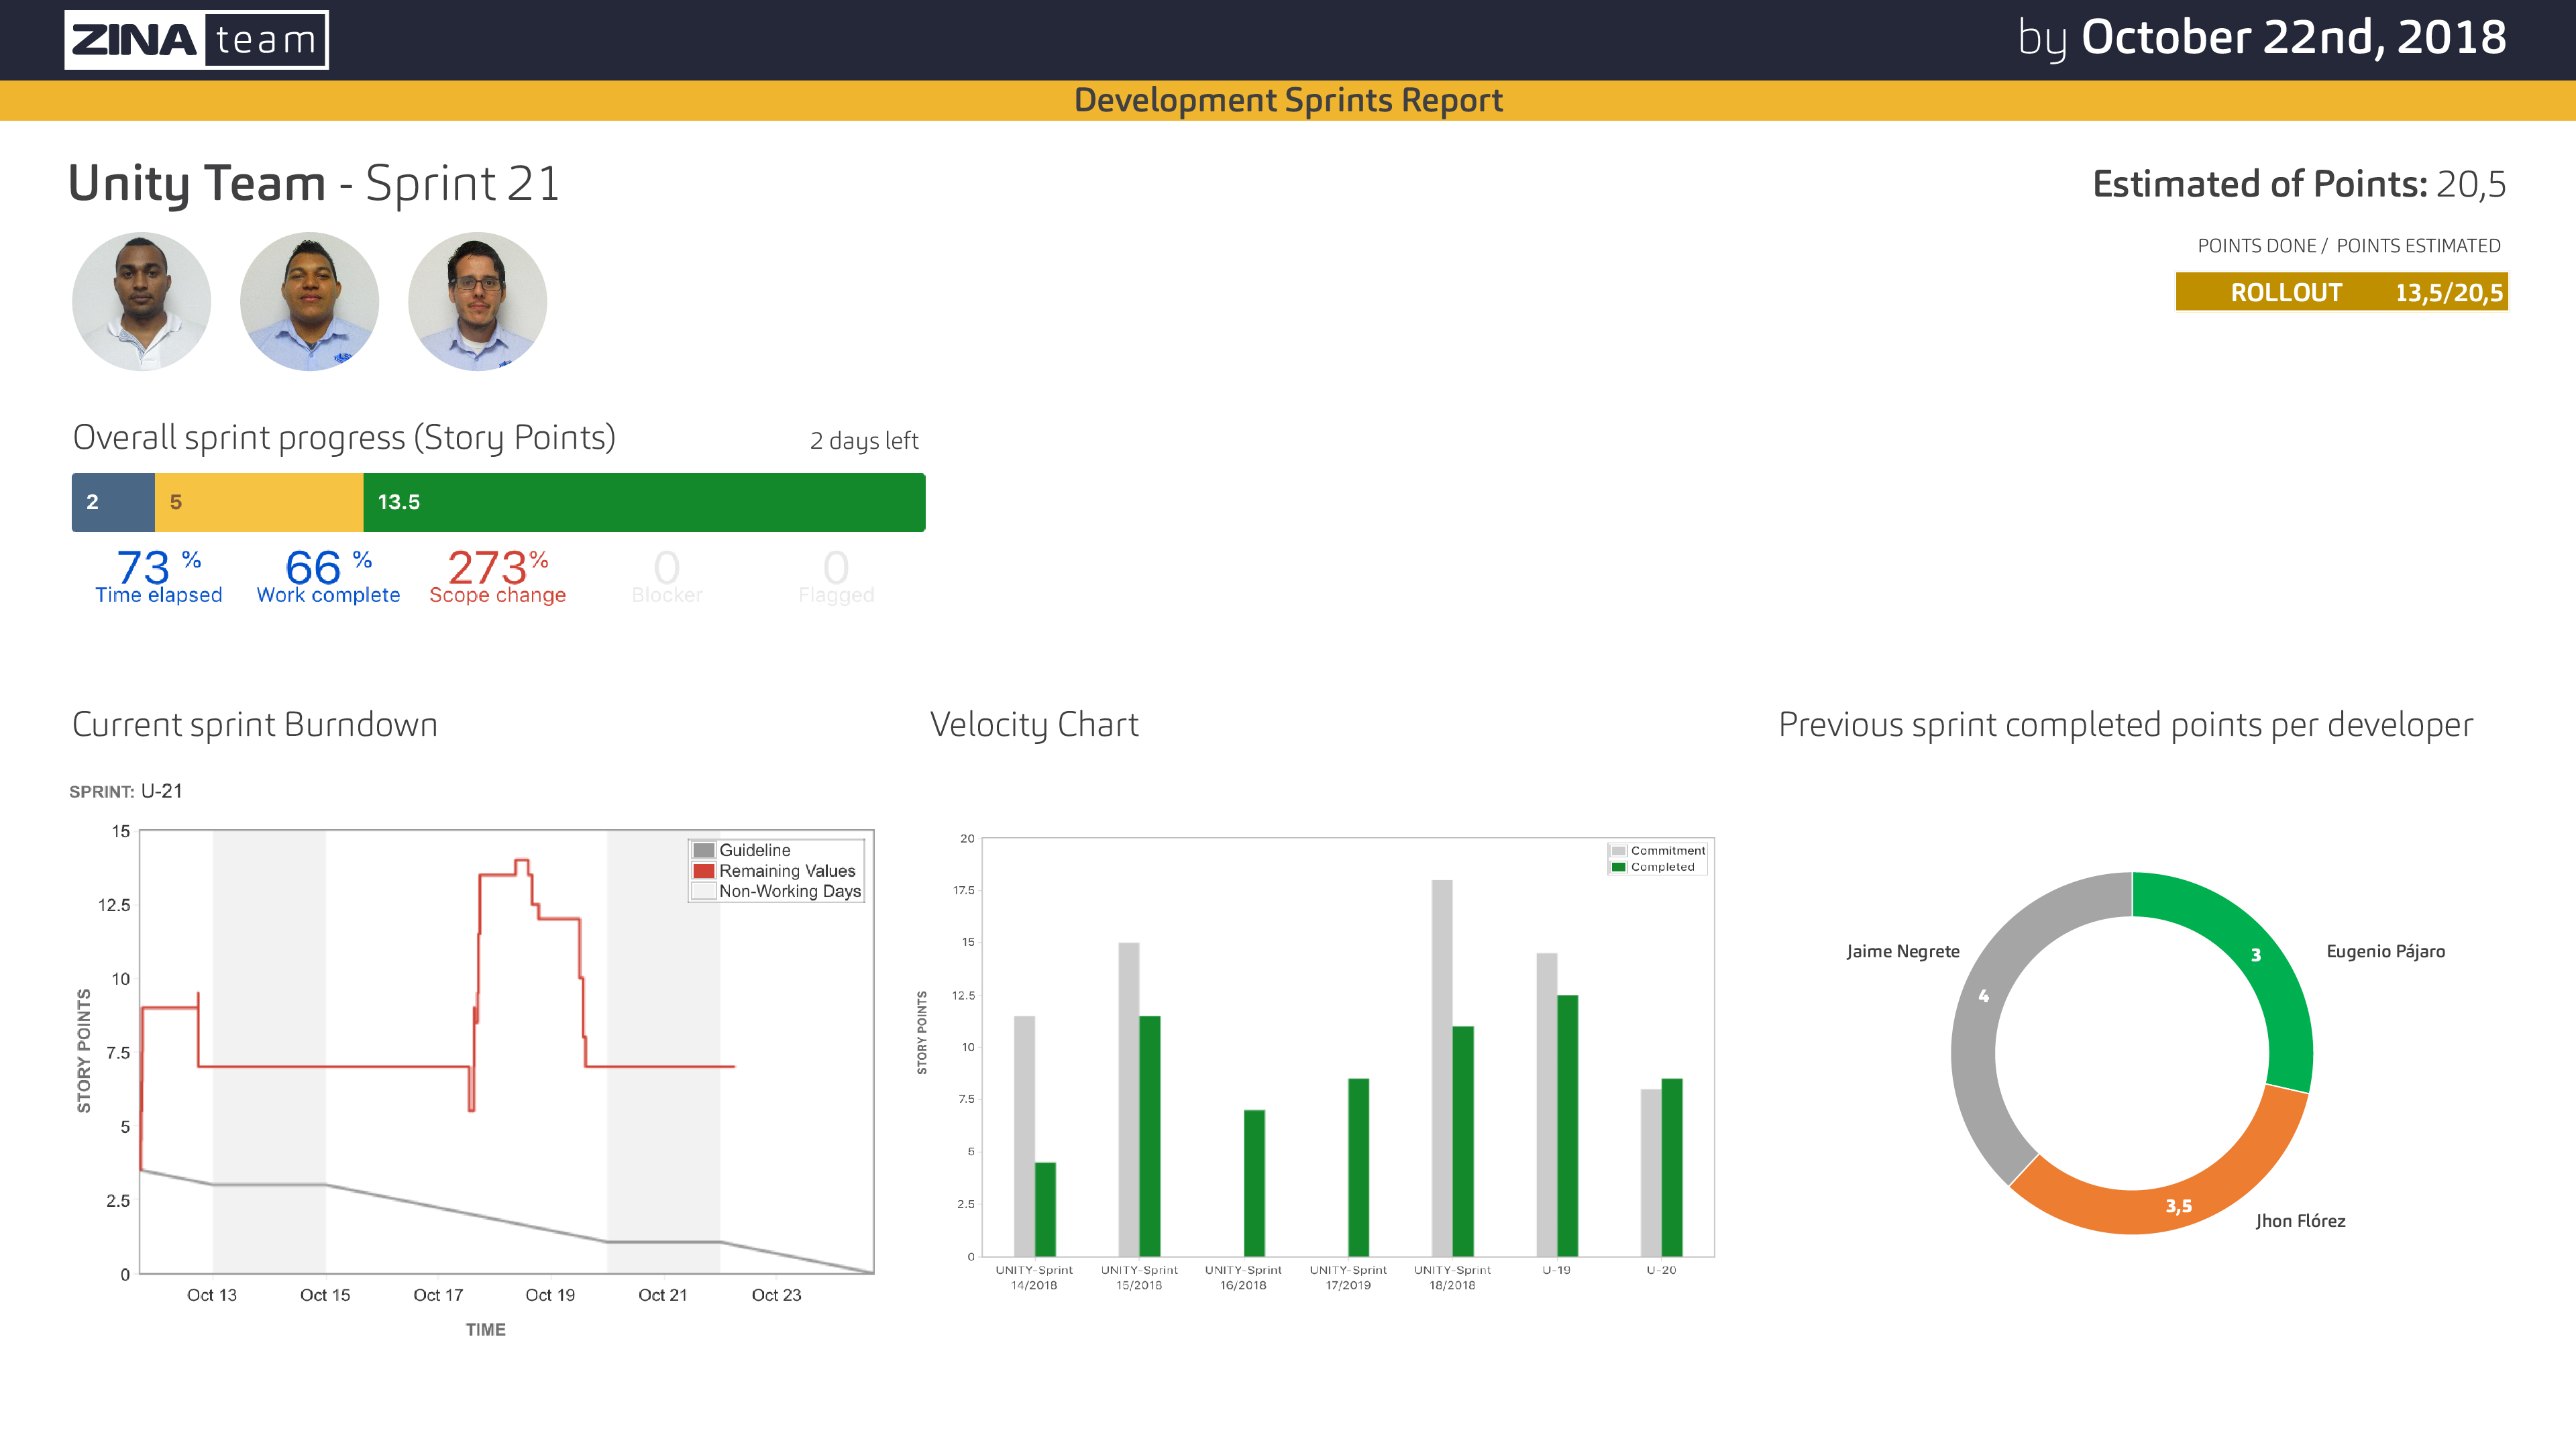 ZINA team
by October 22nd, 2018
Development Sprints Report
Unity Team - Sprint 21
Estimated of Points: 20,5
POINTS DONE / POINTS ESTIMATED
ROLLOUT 13,5/20,5
Overall sprint progress (Story Points)
2 days left
2 5 13.5
73 % 66 % 273% 0 0
Time elapsed Work complete Scope change Blocker Flagged
Current sprint Burndown
SPRINT: U-21
15
12.5
10
7.5
5
2.5
0
STORY POINTS
Guideline
Remaining Values
Non-Working Days
Oct 13 Oct 15 Oct 17 Oct 19 Oct 21 Oct 23
TIME
Velocity Chart
20
17.5
15
12.5
10
7.5
5
2.5
0
STORY POINTS
Commitment
Completed
UNITY-Sprint UNITY-Sprint UNITY-Sprint UNITY-Sprint UNITY-Sprint U-19 U-20
14/2018 15/2018 16/2018 17/2019 18/2018
Previous sprint completed points per developer
Jaime Negrete
4
3
Eugenio Pájaro
3,5
Jhon Flórez